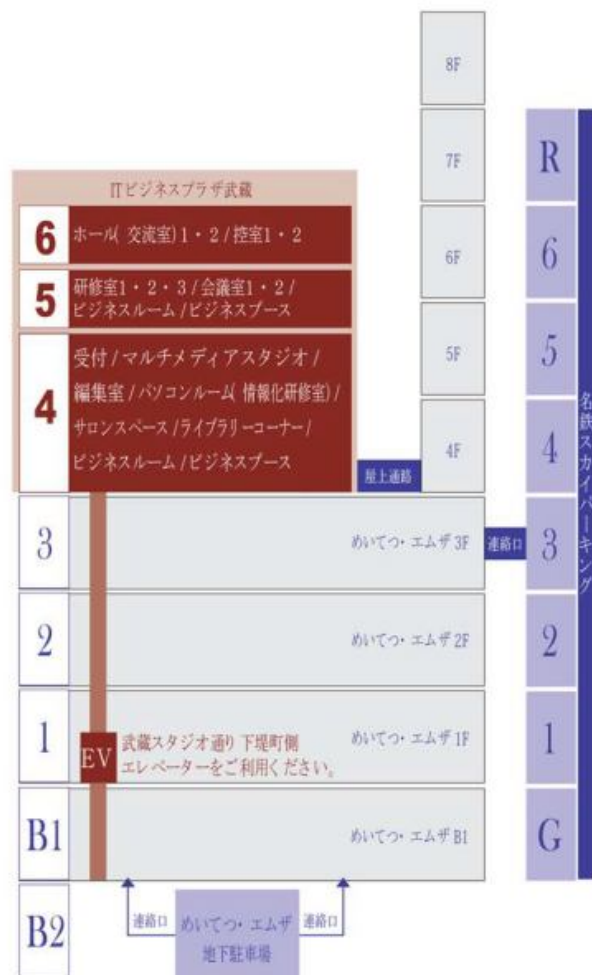 8F
7F
6F
5F
4F
ITビジネスプラザ武蔵
6
ホール(交流室)1・2/控室1・2
5
研修室1・2・3/会議室1・2/
ビジネスルーム/ビジネスブース
4
受付/マルチメディアスタジオ/
編集室/パソコンルーム(情報化研修室)/
サロンスペース/ライブラリーコーナー/
ビジネスルーム/ビジネスブース
屋上通路
3
めいてつ・エムザ 3F
連絡口
2
めいてつ・エムザ 2F
1
EV
武蔵スタジオ通り下堤町側
エレベーターをご利用ください。
めいてつ・エムザ 1F
B1
めいてつ・エムザ B1
B2
連絡口
めいてつ・エムザ
地下駐車場
連絡口
R
6
5
4
3
2
1
G
名鉄スカイパーキング